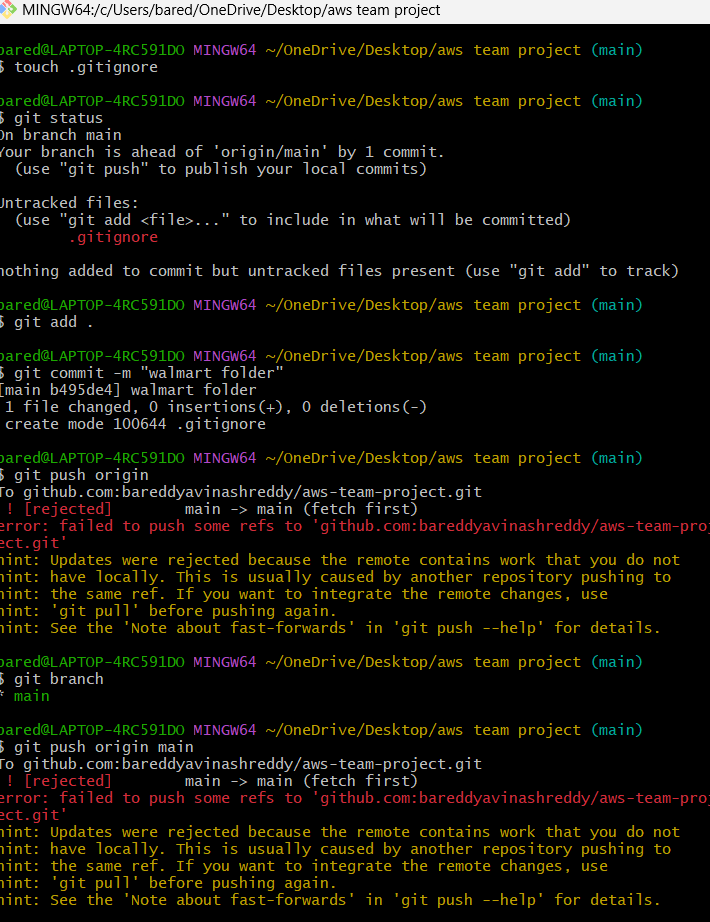 MINGW64:/c/Users/bared/OneDrive/Desktop/aws team project
bared@LAPTOP-4RC591DO MINGW64 ~/OneDrive/Desktop/aws team project (main)
$ touch .gitignore
bared@LAPTOP-4RC591DO MINGW64 ~/OneDrive/Desktop/aws team project (main)
$ git status
On branch main
Your branch is ahead of 'origin/main' by 1 commit.
(use "git push" to publish your local commits)
Untracked files:
(use "git add <file>..." to include in what will be committed)
.gitignore
nothing added to commit but untracked files present (use "git add" to track)
bared@LAPTOP-4RC591DO MINGW64 ~/OneDrive/Desktop/aws team project (main)
$ git add .
bared@LAPTOP-4RC591DO MINGW64 ~/OneDrive/Desktop/aws team project (main)
$ git commit -m "walmart folder"
[main b495de4] walmart folder
1 file changed, 0 insertions(+), 0 deletions(-)
create mode 100644 .gitignore
bared@LAPTOP-4RC591DO MINGW64 ~/OneDrive/Desktop/aws team project (main)
$ git push origin
To github.com:bareddyavinashreddy/aws-team-project.git
! [rejected] main -> main (fetch first)
error: failed to push some refs to 'github.com:bareddyavinashreddy/aws-team-proj
ect.git'
hint: Updates were rejected because the remote contains work that you do not
hint: have locally. This is usually caused by another repository pushing to
hint: the same ref. If you want to integrate the remote changes, use
hint: 'git pull' before pushing again.
hint: See the 'Note about fast-forwards' in 'git push --help' for details.
bared@LAPTOP-4RC591DO MINGW64 ~/OneDrive/Desktop/aws team project (main)
$ git branch
* main
bared@LAPTOP-4RC591DO MINGW64 ~/OneDrive/Desktop/aws team project (main)
$ git push origin main
To github.com:bareddyavinashreddy/aws-team-project.git
! [rejected] main -> main (fetch first)
error: failed to push some refs to 'github.com:bareddyavinashreddy/aws-team-proj
ect.git'
hint: Updates were rejected because the remote contains work that you do not
hint: have locally. This is usually caused by another repository pushing to
hint: the same ref. If you want to integrate the remote changes, use
hint: 'git pull' before pushing again.
hint: See the 'Note about fast-forwards' in 'git push --help' for details.